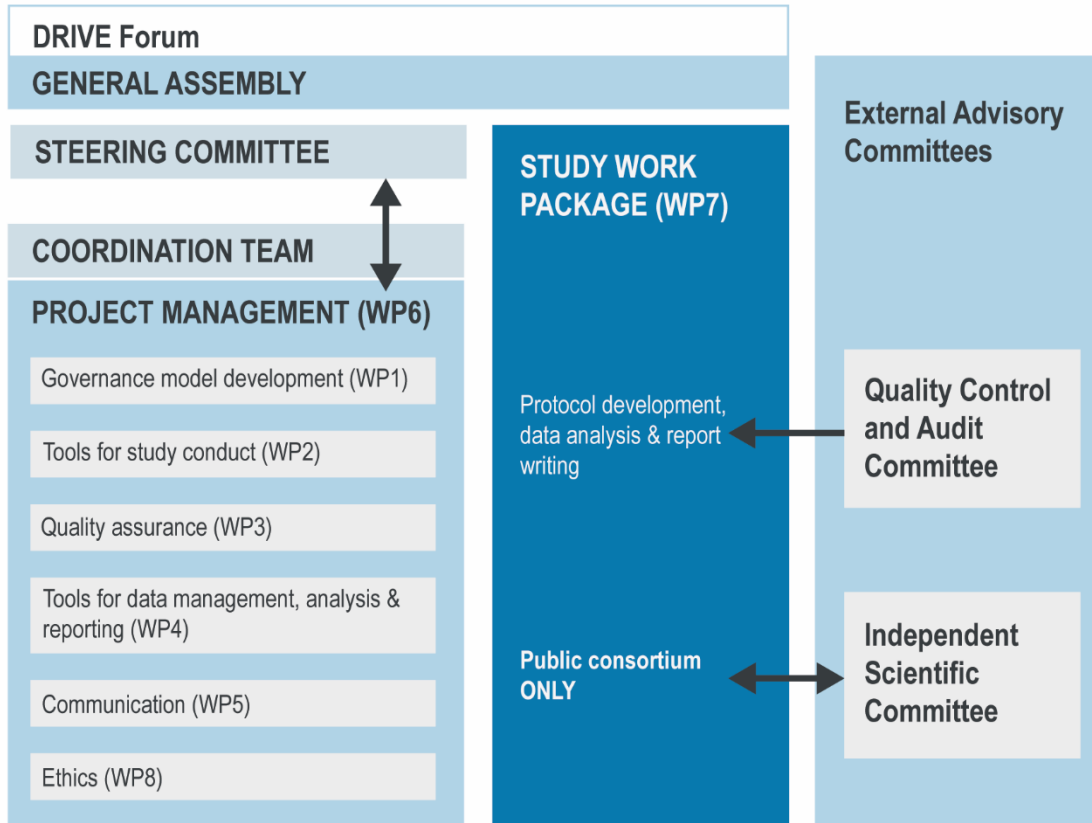 DRIVE Forum
GENERAL ASSEMBLY
STEERING COMMITTEE
COORDINATION TEAM
PROJECT MANAGEMENT (WP6)
Governance model development (WP1)
Tools for study conduct (WP2)
Quality assurance (WP3)
Tools for data management, analysis &
reporting (WP4)
Communication (WP5)
Ethics (WP8)
STUDY WORK
PACKAGE (WP7)
Protocol development,
data analysis & report
writing
Public consortium
ONLY
External Advisory
Committees
Quality Control
and Audit
Committee
Independent
Scientific
Committee